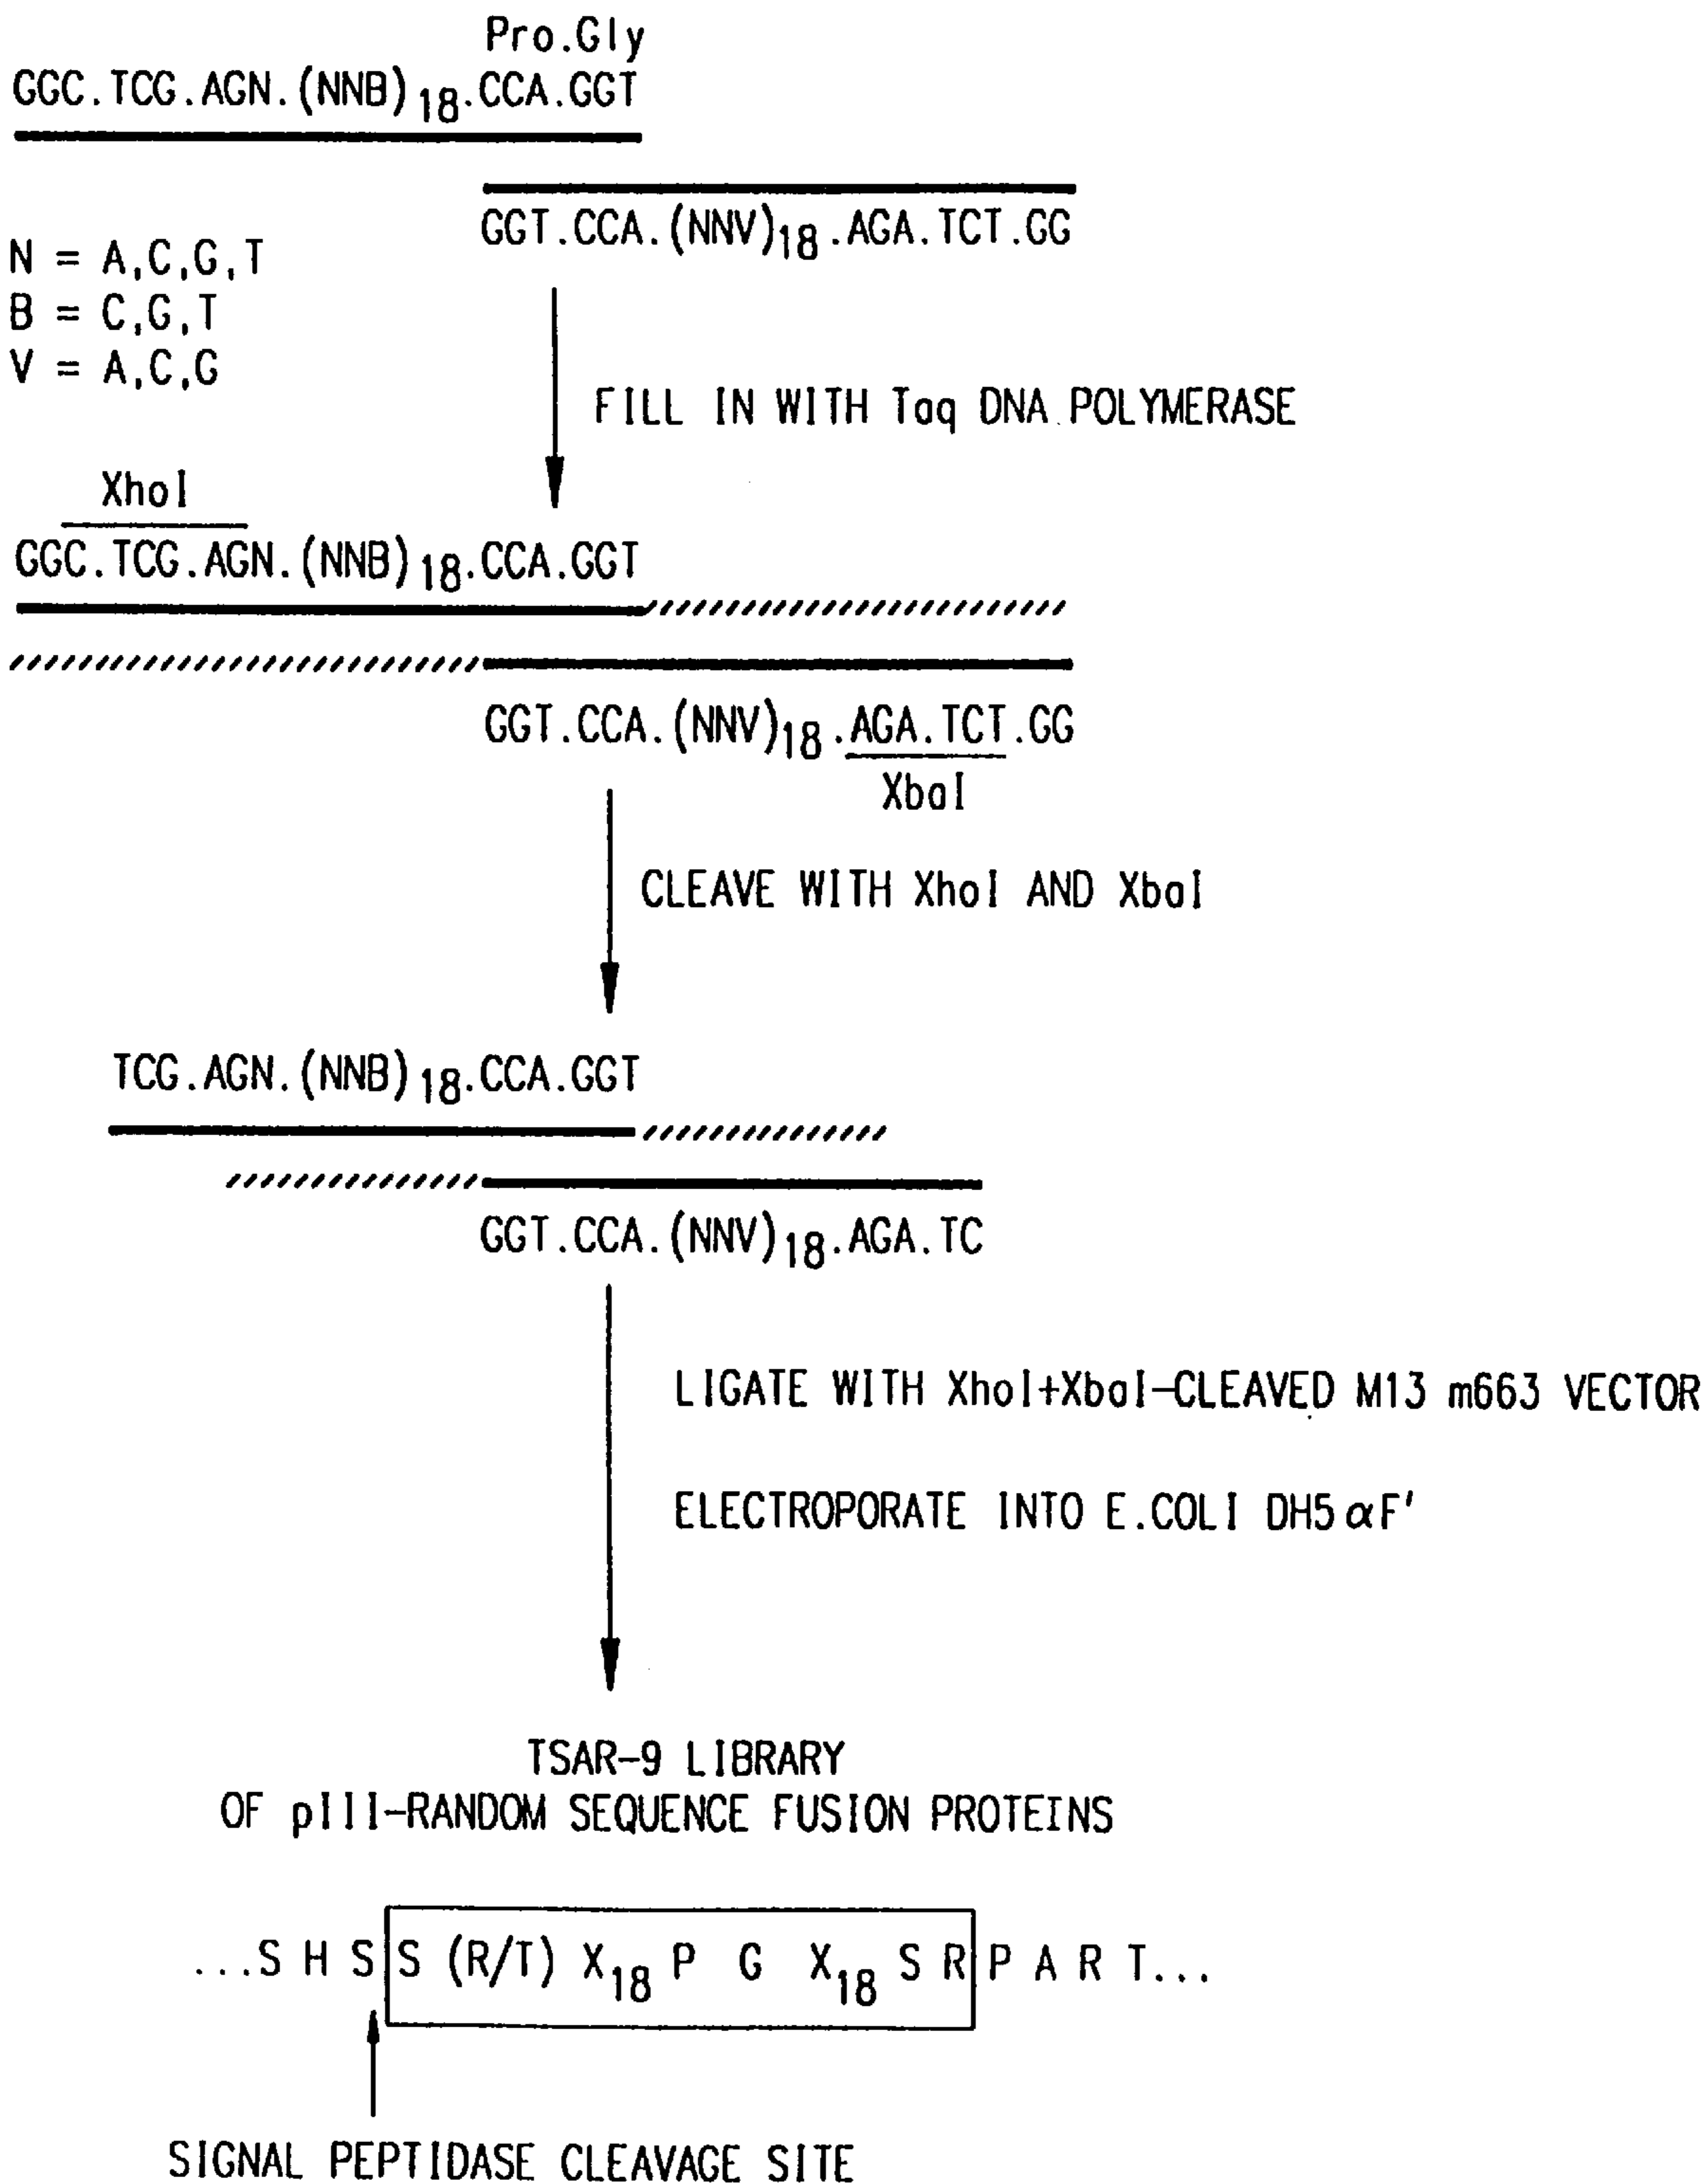 Pro.Gly
GGC.TCG.AGN.(NNB)18.CCA.GGT
GGT.CCA.(NNV)18.AGA.TCT.GG
N = A,C,G,T
B = C,G,T
V = A,C,G
FILL IN WITH Taq DNA POLYMERASE
XhoI
GGC.TCG.AGN.(NNB)18.CCA.GGT
GGT.CCA.(NNV)18.AGA.TCT.GG
XbaI
CLEAVE WITH XhoI AND XbaI
TCG.AGN.(NNB)18.CCA.GGT
GGT.CCA.(NNV)18.AGA.TC
LIGATE WITH XhoI+XbaI-CLEAVED M13 m663 VECTOR
ELECTROPORATE INTO E.COLI DH5αF'
TSAR-9 LIBRARY
OF pIII-RANDOM SEQUENCE FUSION PROTEINS
...S H S S (R/T) X18 P G X18 S R P A R T...
SIGNAL PEPTIDASE CLEAVAGE SITE